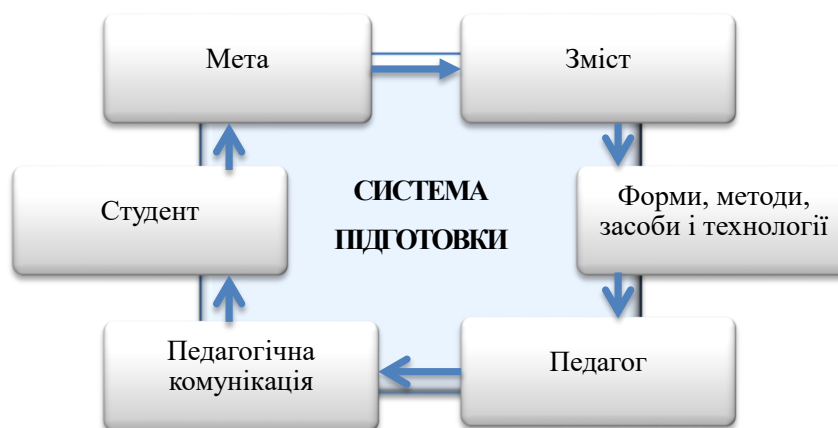 Мета
Зміст
Студент
СИСТЕМА
ПІДГОТОВКИ
Форми, методи,
засоби і технології
Педагогічна
комунікація
Педагог